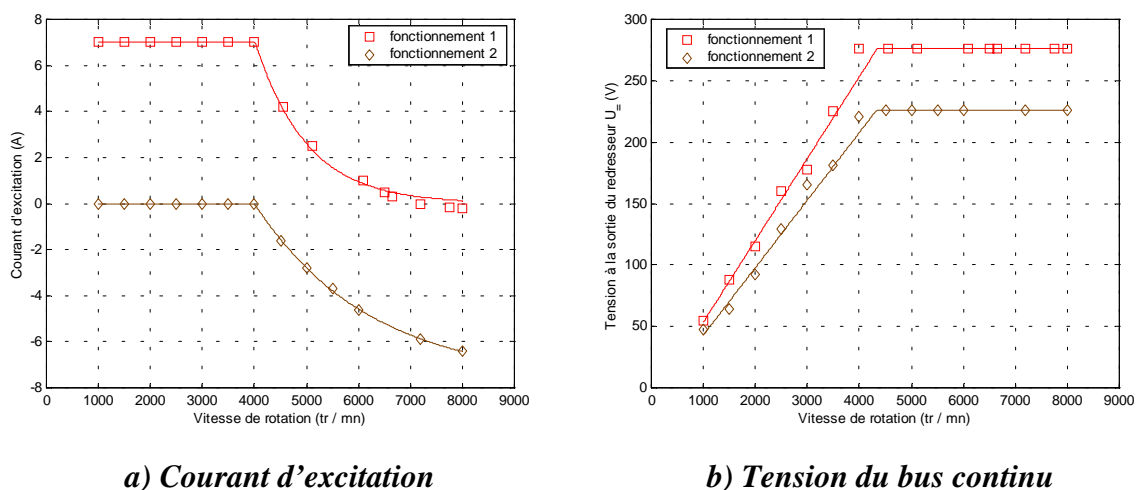 fonctionnement 1
fonctionnement 2
Courant d'excitation (A)
8
6
4
2
0
-2
-4
-6
-8
0 1000 2000 3000 4000 5000 6000 7000 8000 9000
Vitesse de rotation (tr / mn)
a) Courant d'excitation
fonctionnement 1
fonctionnement 2
Tension à la sortie du redresseur U= (V)
300
250
200
150
100
50
0
0 1000 2000 3000 4000 5000 6000 7000 8000 9000
Vitesse de rotation (tr / mn)
b) Tension du bus continu